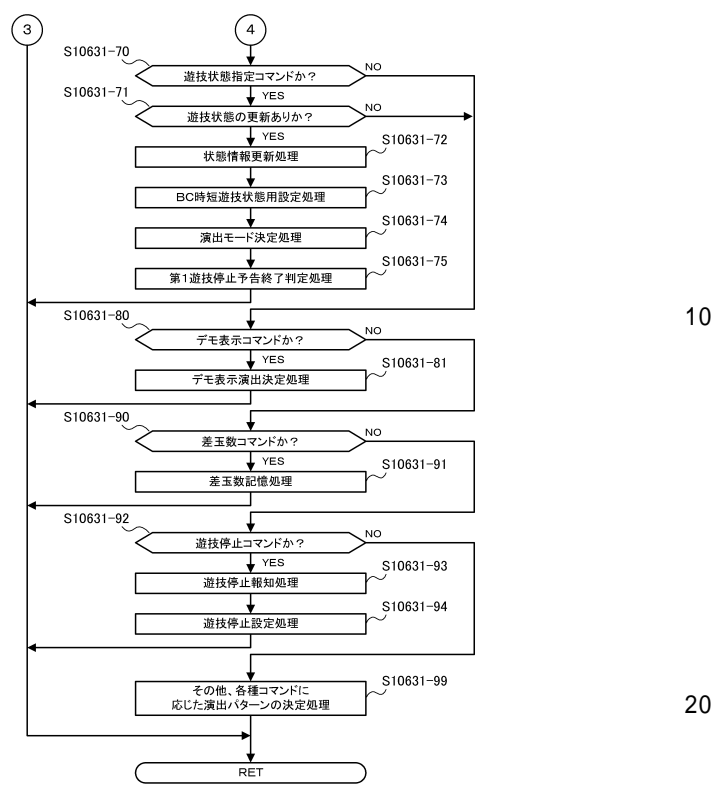 3
4
S10631-70
遊技状態指定コマンドか?
NO
YES
S10631-71
遊技状態の更新ありか?
NO
YES
状態情報更新処理
S10631-72
BC時短遊技状態用設定処理
S10631-73
演出モード決定処理
S10631-74
第1遊技停止予告終了判定処理
S10631-75
10
S10631-80
デモ表示コマンドか?
NO
YES
デモ表示演出決定処理
S10631-81
S10631-90
差玉数コマンドか?
NO
YES
差玉数記憶処理
S10631-91
S10631-92
遊技停止コマンドか?
NO
YES
遊技停止報知処理
S10631-93
遊技停止設定処理
S10631-94
その他、各種コマンドに
応じた演出パターンの決定処理
S10631-99
20
RET